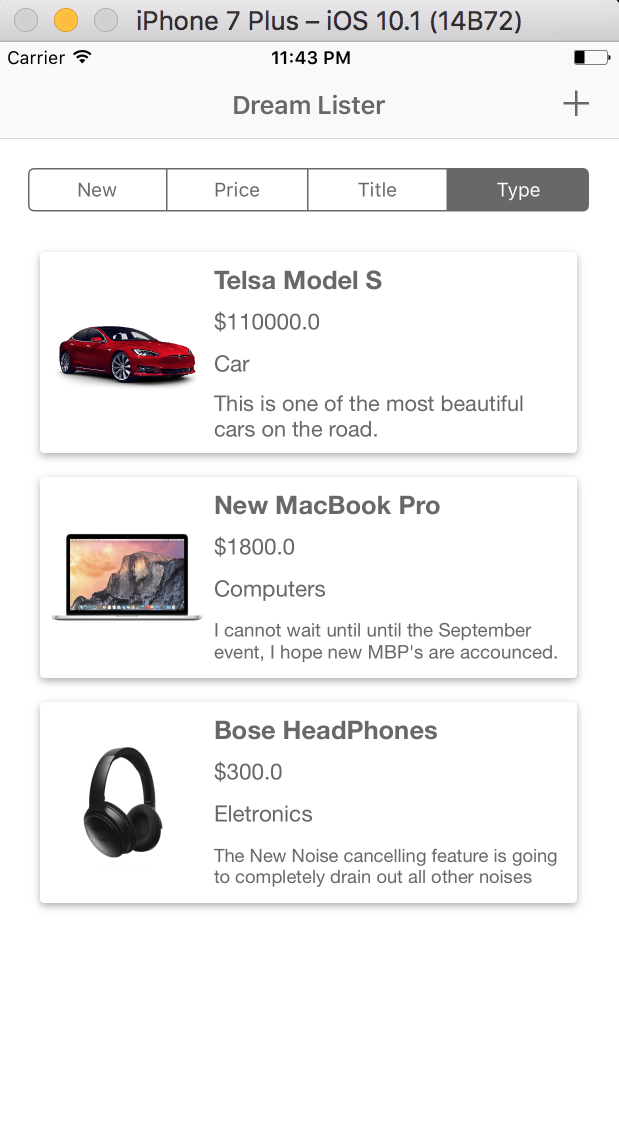 iPhone 7 Plus – iOS 10.1 (14B72)
Carrier 11:43 PM
Dream Lister +
New Price Title Type
Telsa Model S
$110000.0
Car
This is one of the most beautiful
cars on the road.
New MacBook Pro
$1800.0
Computers
I cannot wait until until the September
event, I hope new MBP's are accounced.
Bose HeadPhones
$300.0
Eletronics
The New Noise cancelling feature is going
to completely drain out all other noises